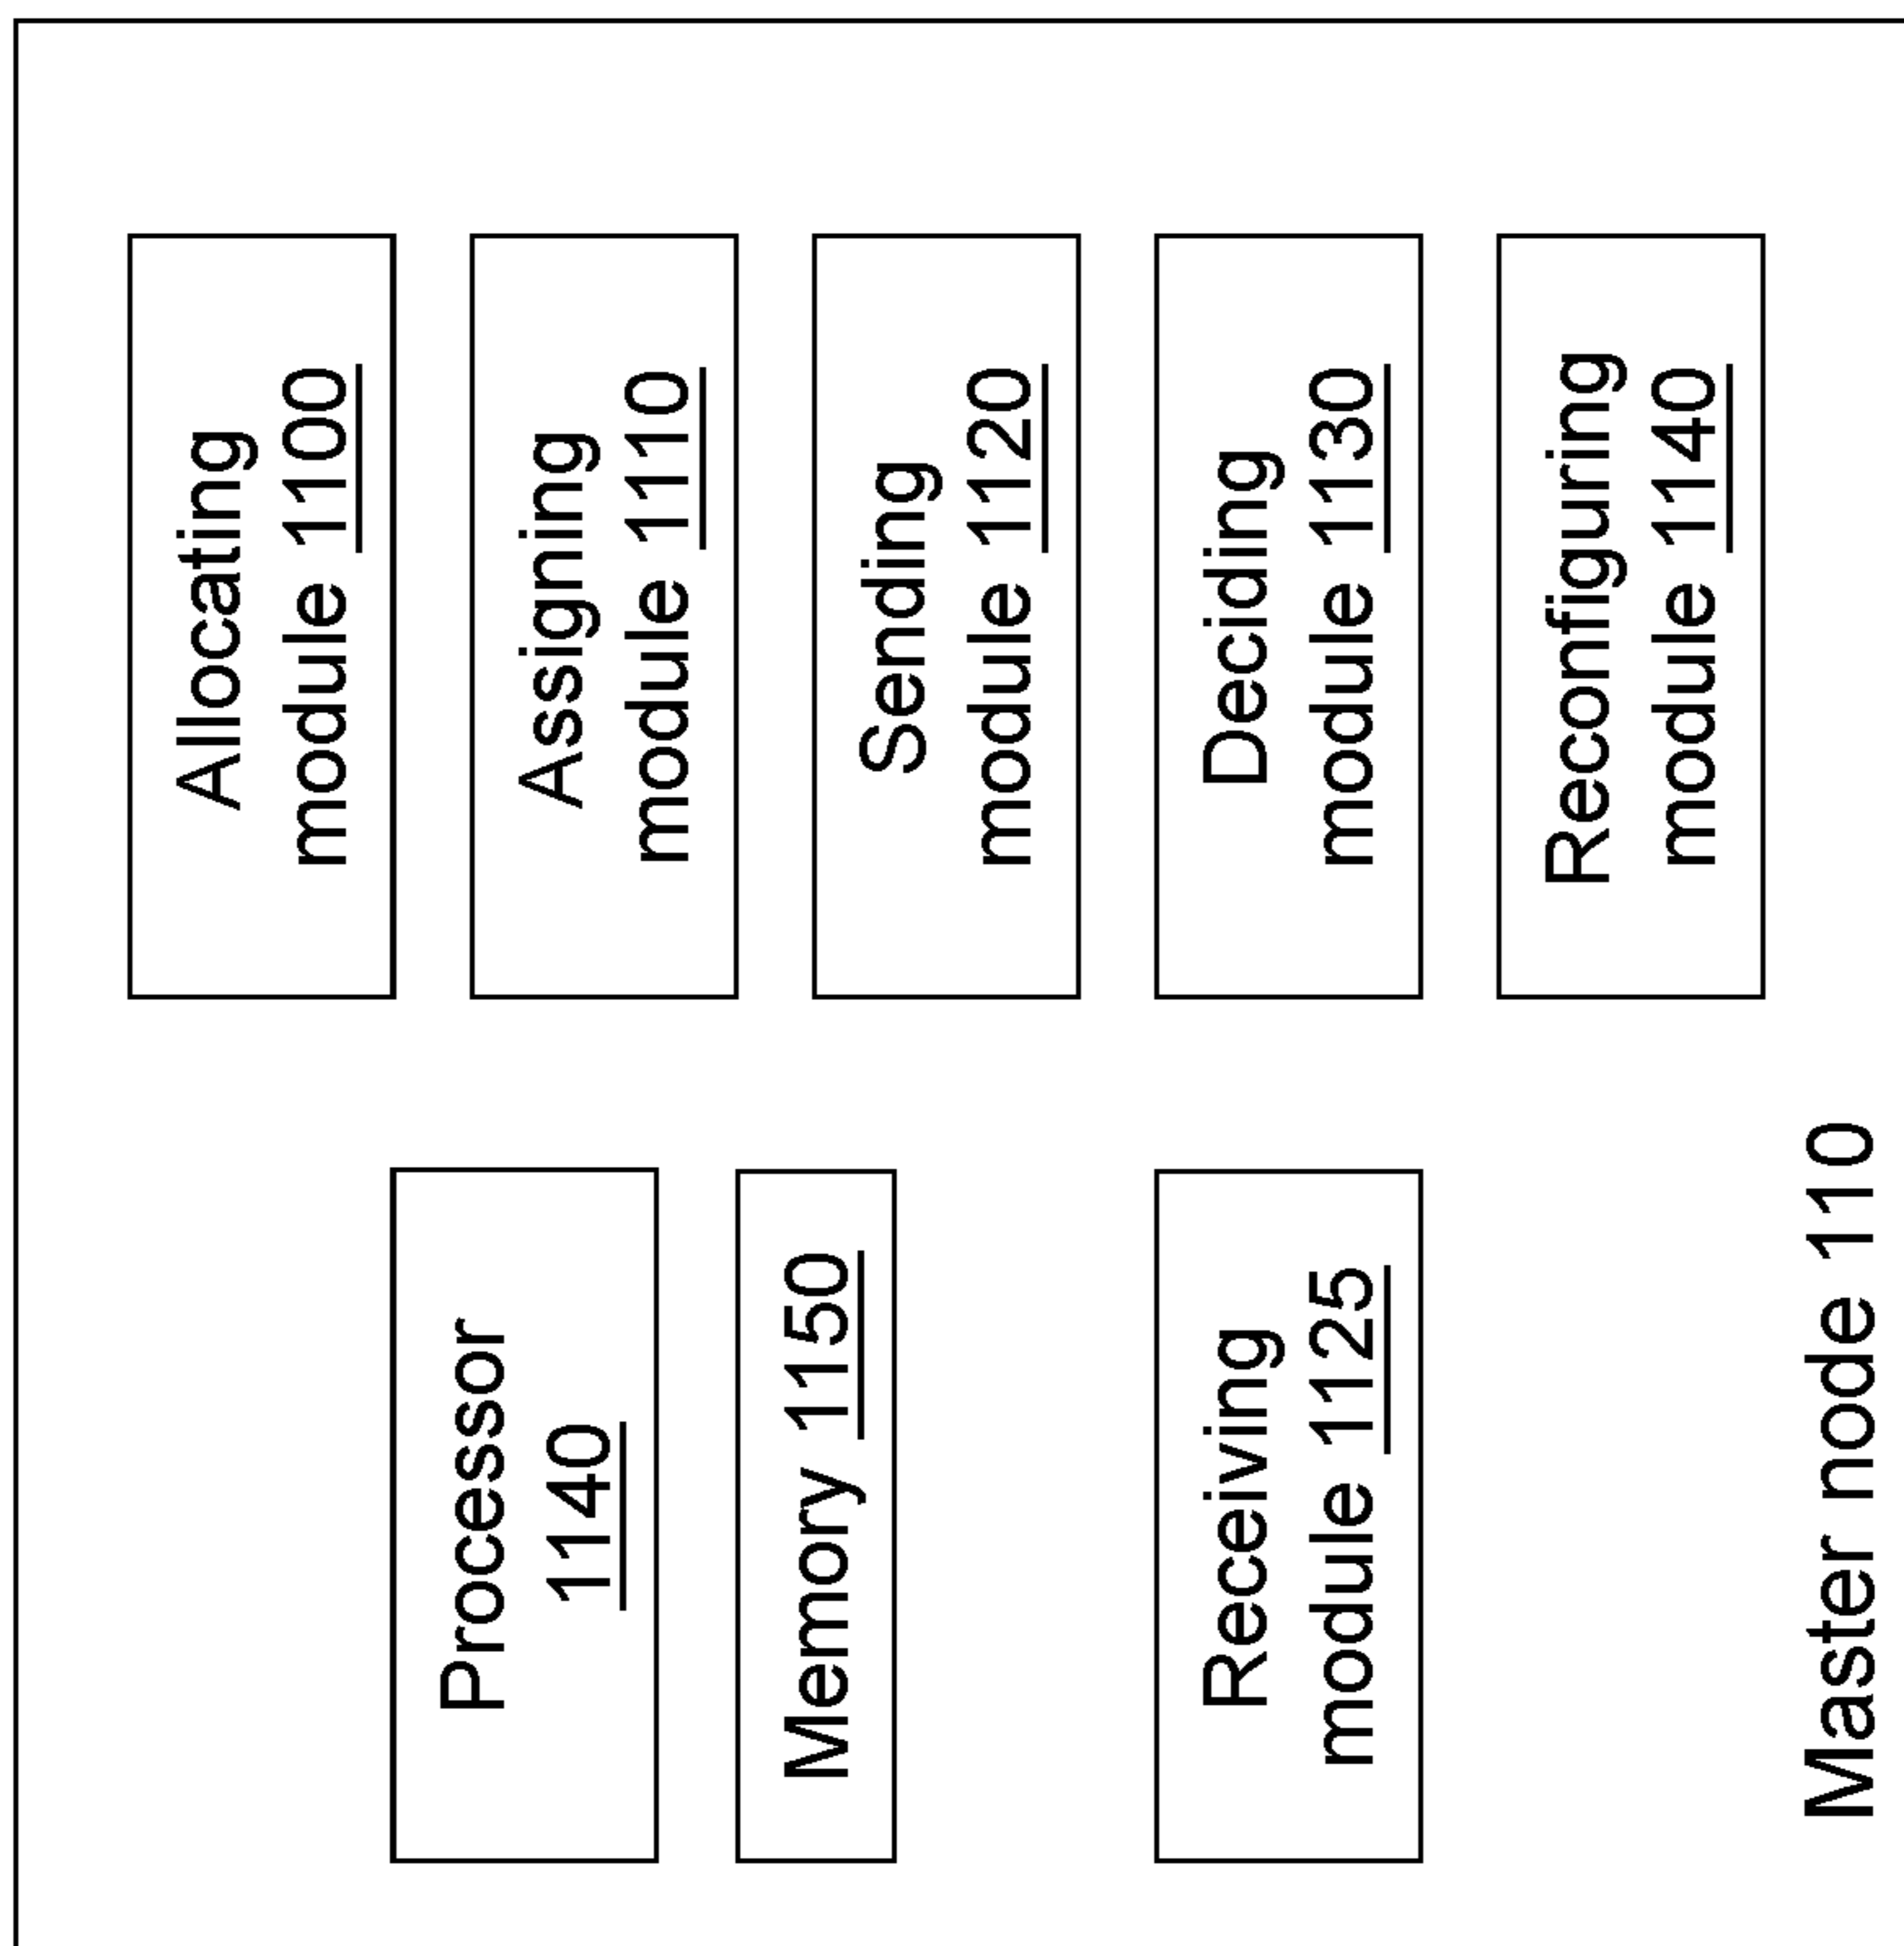 Processor
1140
Memory 1150
Receiving
module 1125
Allocating
module 1100
Assigning
module 1110
Sending
module 1120
Deciding
module 1130
Reconfiguring
module 1140
Master node 110